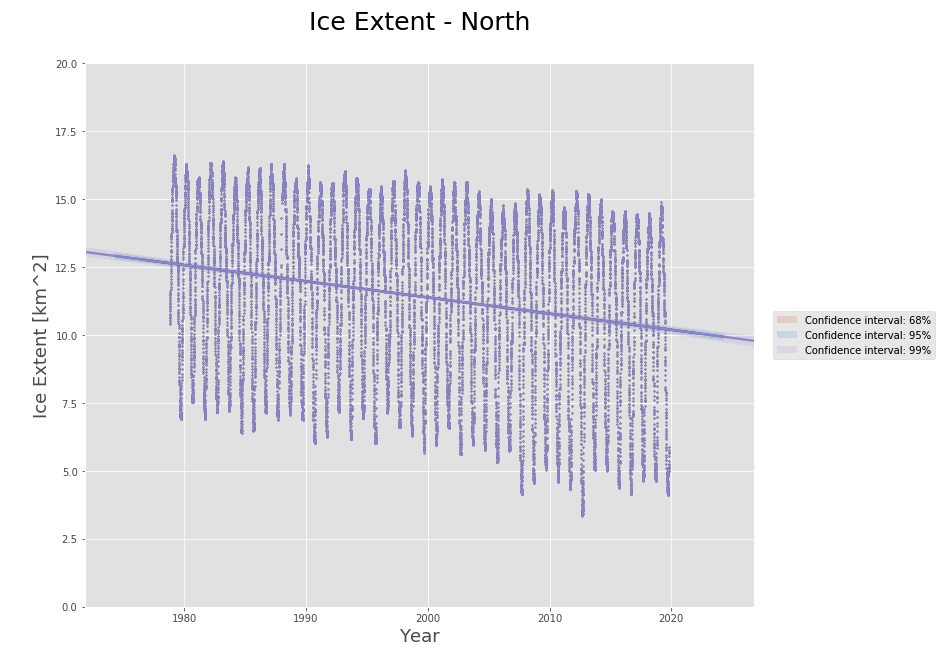 Ice Extent - North
20.0
17.5
15.0
12.5
10.0
7.5
5.0
2.5
0.0
Ice Extent [km^2]
1980
1990
2000
2010
2020
Year
Confidence interval: 68%
Confidence interval: 95%
Confidence interval: 99%